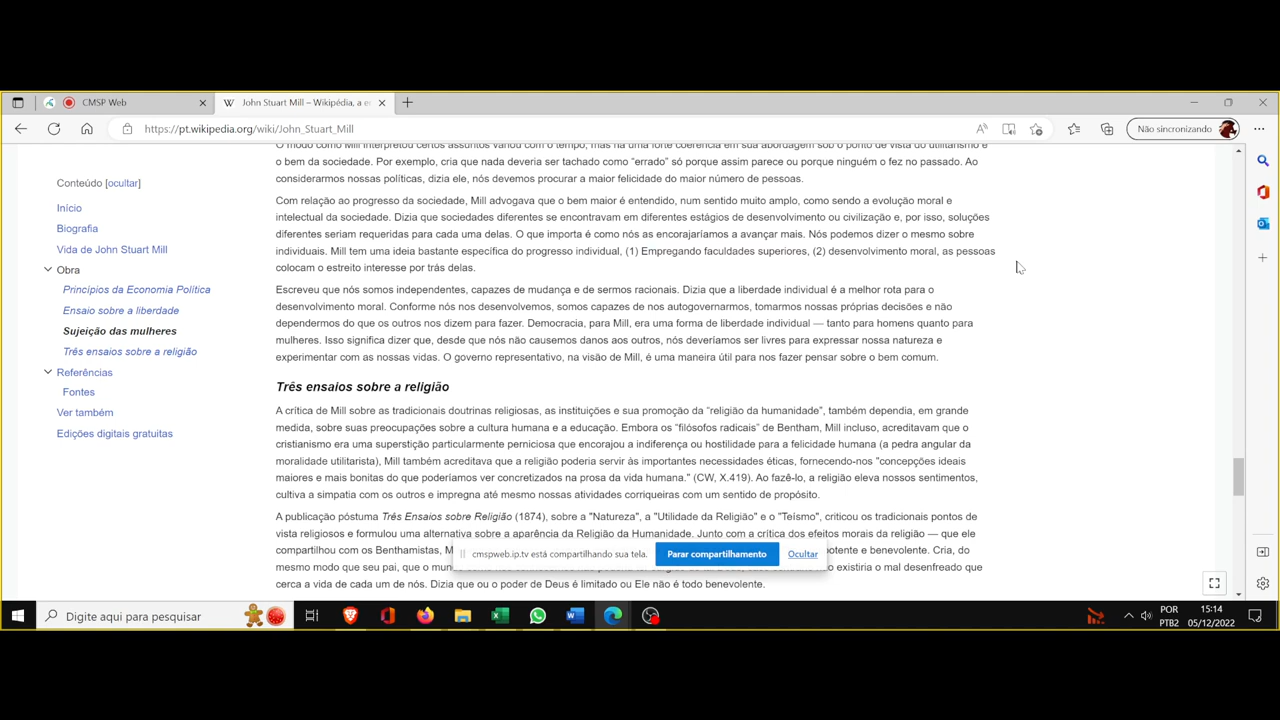 CMSP Web
John Stuart Mill – Wikipédia, a e
https://pt.wikipedia.org/wiki/John_Stuart_Mill
Não sincronizando
Conteúdo [ocultar]
Início
Biografia
Vida de John Stuart Mill
Obra
Principios da Economia Política
Ensaio sobre a liberdade
Sujeição das mulheres
Três ensaios sobre a religião
Referências
Fontes
Ver também
Edições digitais gratuitas
O modo como Mill interpretou certos assuntos variou com o tempo, mas há uma forte coerência em sua abordagem sob o ponto de vista do utilitarismo e
o bem da sociedade. Por exemplo, cria que nada deveria ser tachado como “errado” só porque assim parece ou porque ninguém o fez no passado. Ao
considerarmos nossas políticas, dizia ele, nós devemos procurar a maior felicidade do maior número de pessoas.
Com relação ao progresso da sociedade, Mill advogava que o bem maior é entendido, num sentido muito amplo, como sendo a evolução moral e
intelectual da sociedade. Dizia que sociedades diferentes se encontravam em diferentes estágios de desenvolvimento ou civilização e, por isso, soluções
diferentes seriam requeridas para cada uma delas. O que importa é como nós as encorajaríamos a avançar mais. Nós podemos dizer o mesmo sobre
individuais. Mill tem uma ideia bastante específica do progresso individual, (1) Empregando faculdades superiores, (2) desenvolvimento moral, as pessoas
colocam o estreito interesse por trás delas.
Escreveu que nós somos independentes, capazes de mudança e de sermos racionais. Dizia que a liberdade individual é a melhor rota para o
desenvolvimento moral. Conforme nós nos desenvolvemos, somos capazes de nos autogovernarmos, tomarmos nossas próprias decisões e não
dependermos do que os outros nos dizem para fazer. Democracia, para Mill, era uma forma de liberdade individual — tanto para homens quanto para
mulheres. Isso significa dizer que, desde que nós não causemos danos aos outros, nós deveríamos ser livres para expressar nossa natureza e
experimentar com as nossas vidas. O governo representativo, na visão de Mill, é uma maneira útil para nos fazer pensar sobre o bem comum.
Três ensaios sobre a religião
A crítica de Mill sobre as tradicionais doutrinas religiosas, as instituições e sua promoção da “religião da humanidade”, também dependia, em grande
medida, sobre suas preocupações sobre a cultura humana e a educação. Embora os “filósofos radicais” de Bentham, Mill incluso, acreditavam que o
cristianismo era uma superstição particularmente perniciosa que encorajou a indiferença ou hostilidade para a felicidade humana (a pedra angular da
moralidade utilitarista), Mill também acreditava que a religião poderia servir às importantes necessidades éticas, fornecendo-nos "concepções ideais
maiores e mais bonitas do que poderíamos ver concretizados na prosa da vida humana." (CW, X.419). Ao fazê-lo, a religião eleva nossos sentimentos,
cultiva a simpatia com os outros e impregna até mesmo nossas atividades corriqueiras com um sentido de propósito.
A publicação póstuma Três Ensaios sobre Religião (1874), sobre a "Natureza", a "Utilidade da Religião" e o "Teísmo", criticou os tradicionais pontos de
vista religiosos e formulou uma alternativa sobre a aparência da Religião da Humanidade. Junto com a crítica dos efeitos morais da religião — que ele
compartilhou com os Benthamistas, M potente e benevolente. Cria, do
mesmo modo que seu pai, que o mun existiria o mal desenfreado que
cerca a vida de cada um de nós. Dizia que ou o poder de Deus é limitado ou Ele não é todo benevolente.
cmspweb.ip.tv está compartilhando sua tela.
Parar compartilhamento
Ocultar
Digite aqui para pesquisar
POR
PTB2
15:14
05/12/2022